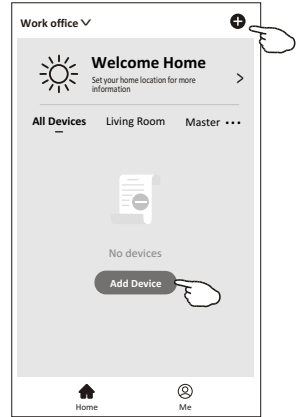 Work office
Welcome Home
Set your home location for more
information
All Devices Living Room Master
No devices
Add Device
Home Me